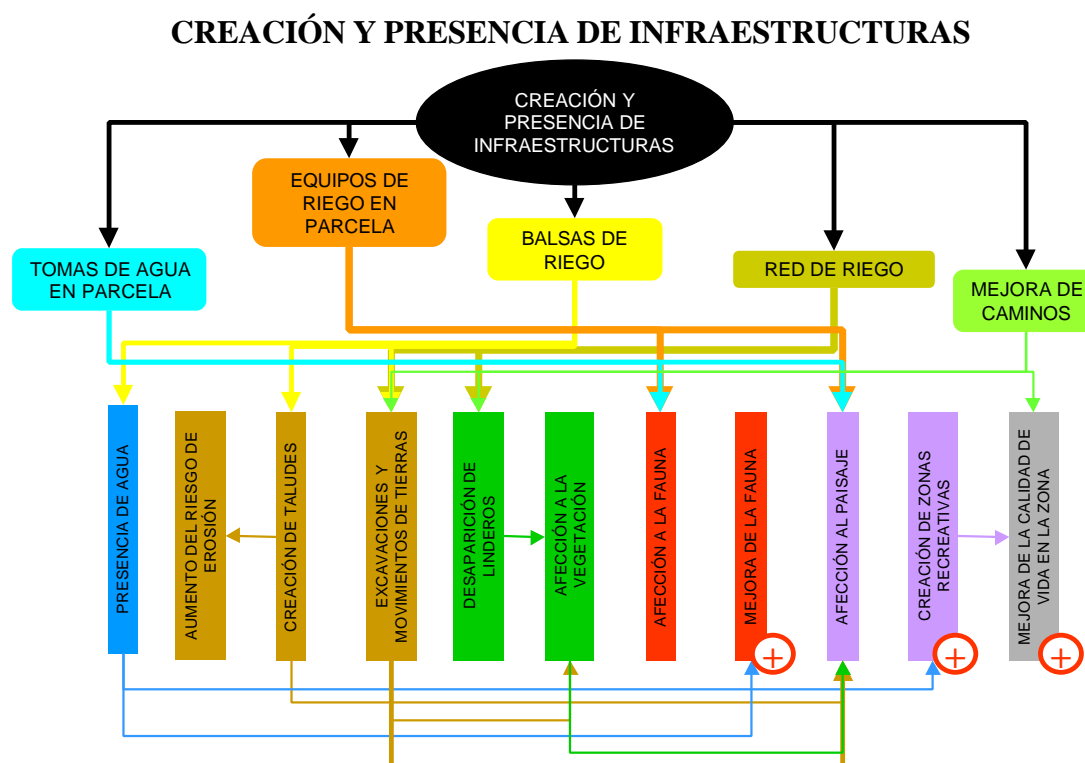 CREACIÓN Y PRESENCIA DE INFRAESTRUCTURAS
CREACIÓN Y
PRESENCIA DE
INFRAESTRUCTURAS
EQUIPOS DE
RIEGO EN
PARCELA
BALSAS DE
RIEGO
TOMAS DE AGUA
EN PARCELA
RED DE RIEGO
MEJORA DE
CAMINOS
PRESENCIA DE AGUA
AUMENTO DEL RIESGO DE
EROSIÓN
CREACIÓN DE TALUDES
EXCAVACIONES Y
MOVIMIENTOS DE TIERRAS
DESAPARICIÓN DE
LINDEROS
AFECCIÓN A LA
VEGETACIÓN
AFECCIÓN A LA FAUNA
MEJORA DE LA FAUNA
AFECCIÓN AL PAISAJE
CREACIÓN DE ZONAS
RECREATIVAS
MEJORA DE LA CALIDAD DE
VIDA EN LA ZONA
+
+
+